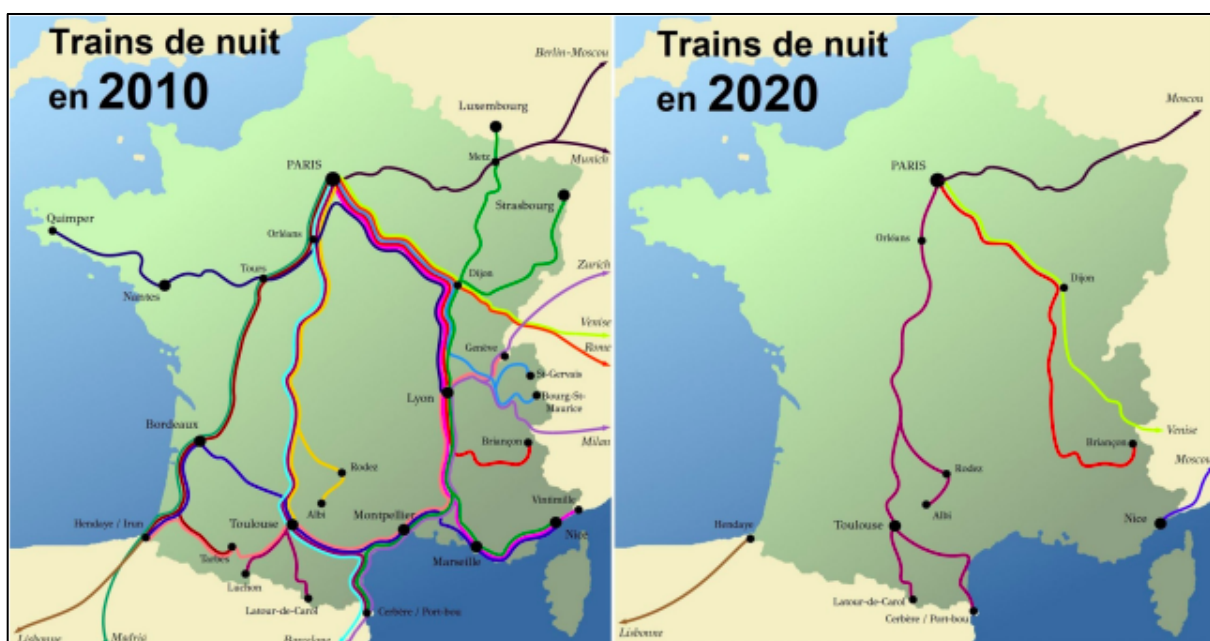 Trains de nuit
en 2010
Berlin-Moscou
Luxembourg
Metz
Munich
PARIS
Strasbourg
Quimper
Orléans
Tours
Nantes
Dijon
Zurich
Venise
Rome
Genève
St-Gervais
Bourg-St-
Maurice
Lyon
Milan
Bordeaux
Briançon
Rodez
Albi
Vintimille
Hendaye / Irun
Toulouse
Montpellier
Nice
Tarbes
Marseille
Luchon
Latour-de-Carol
Cerbère / Port-bou
Lisbonne
Madrid
Barcelone
Trains de nuit
en 2020
Moscou
PARIS
Orléans
Dijon
Venise
Briançon
Moscou
Rodez
Albi
Toulouse
Nice
Hendaye
Latour-de-Carol
Cerbère / Port-bou
Lisbonne